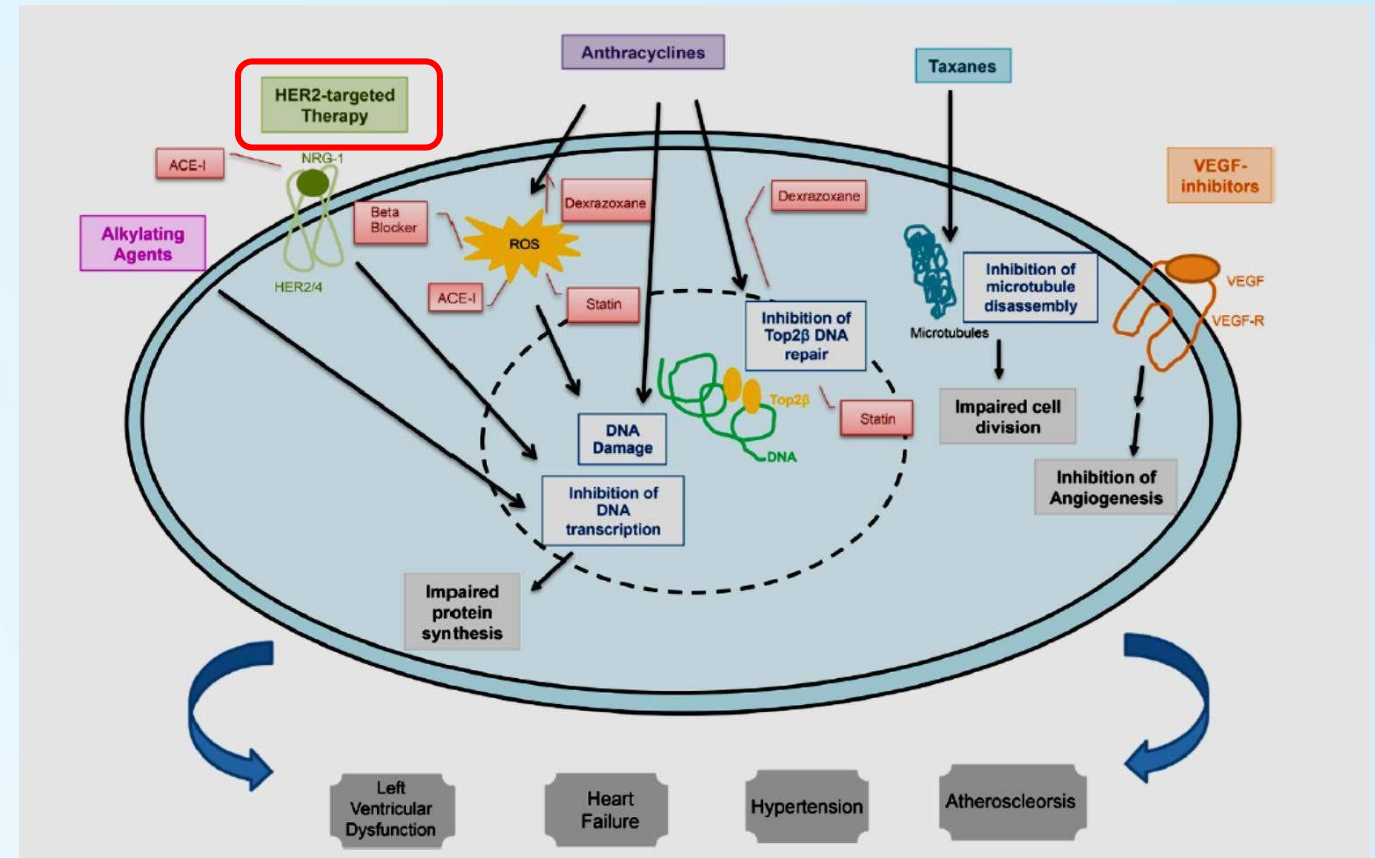 Anthracyclines
Taxanes
HER2-targeted
Therapy
ACE-I
NRG-1
VEGF-
inhibitors
Alkylating
Agents
HER2/4
Beta
Blocker
ROS
Dexrazoxane
Dexrazoxane
ACE-I
Statin
Inhibition of
Top2β DNA
repair
Inhibition of
microtubule
disassembly
Microtubules
VEGF
VEGF-R
Top2β
DNA
Statin
DNA
Damage
Impaired cell
division
Inhibition of
Angiogenesis
Inhibition of
DNA
transcription
Impaired
protein
synthesis
Left
Ventricular
Dysfunction
Heart
Failure
Hypertension
Atheroscleorsis